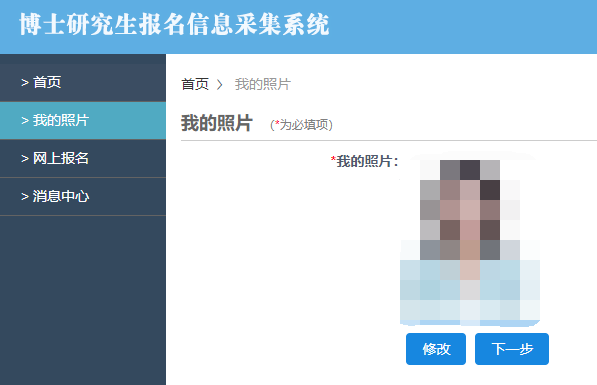 博士研究生报名信息采集系统
> 首页
> 我的照片
> 网上报名
> 消息中心
首页 > 我的照片
我的照片 (*为必填项)
*我的照片：
修改 下一步